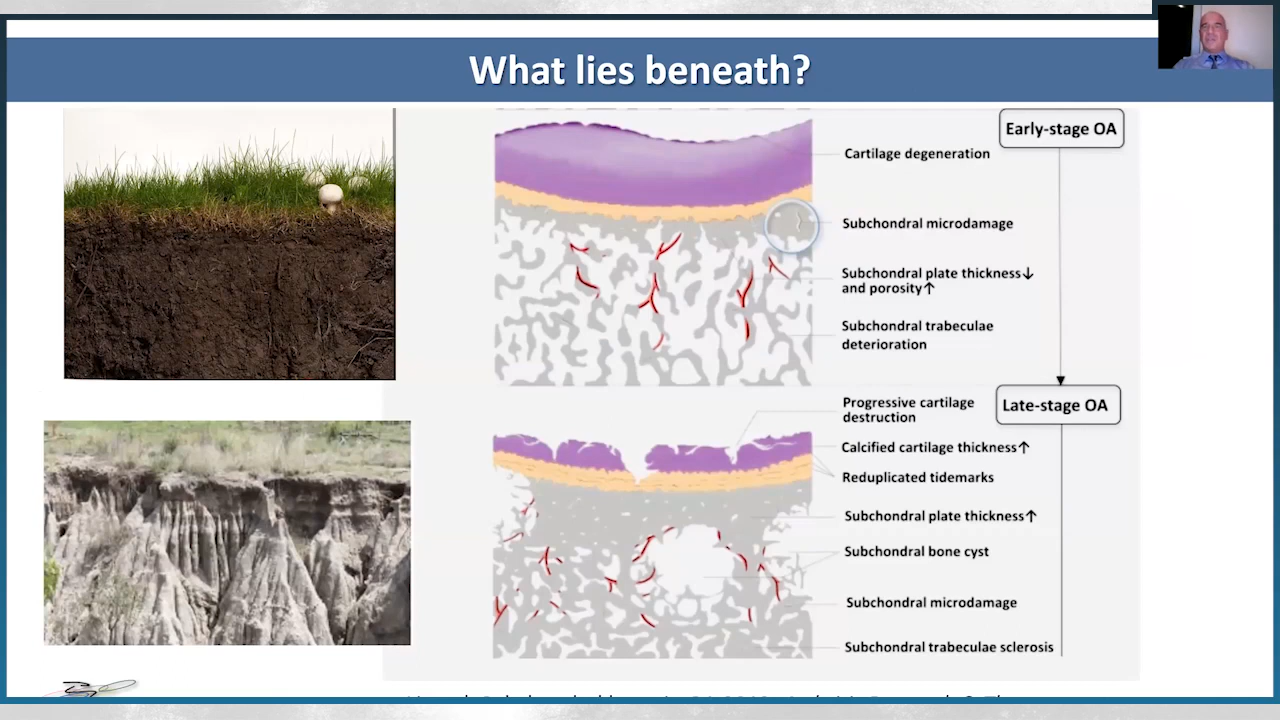 What lies beneath?
Early-stage OA
Cartilage degeneration
Subchondral microdamage
Subchondral plate thickness↓
and porosity↑
Subchondral trabeculae
deterioration
Late-stage OA
Progressive cartilage
destruction
Calcified cartilage thickness↑
Reduplicated tidemarks
Subchondral plate thickness↑
Subchondral bone cyst
Subchondral microdamage
Subchondral trabeculae sclerosis